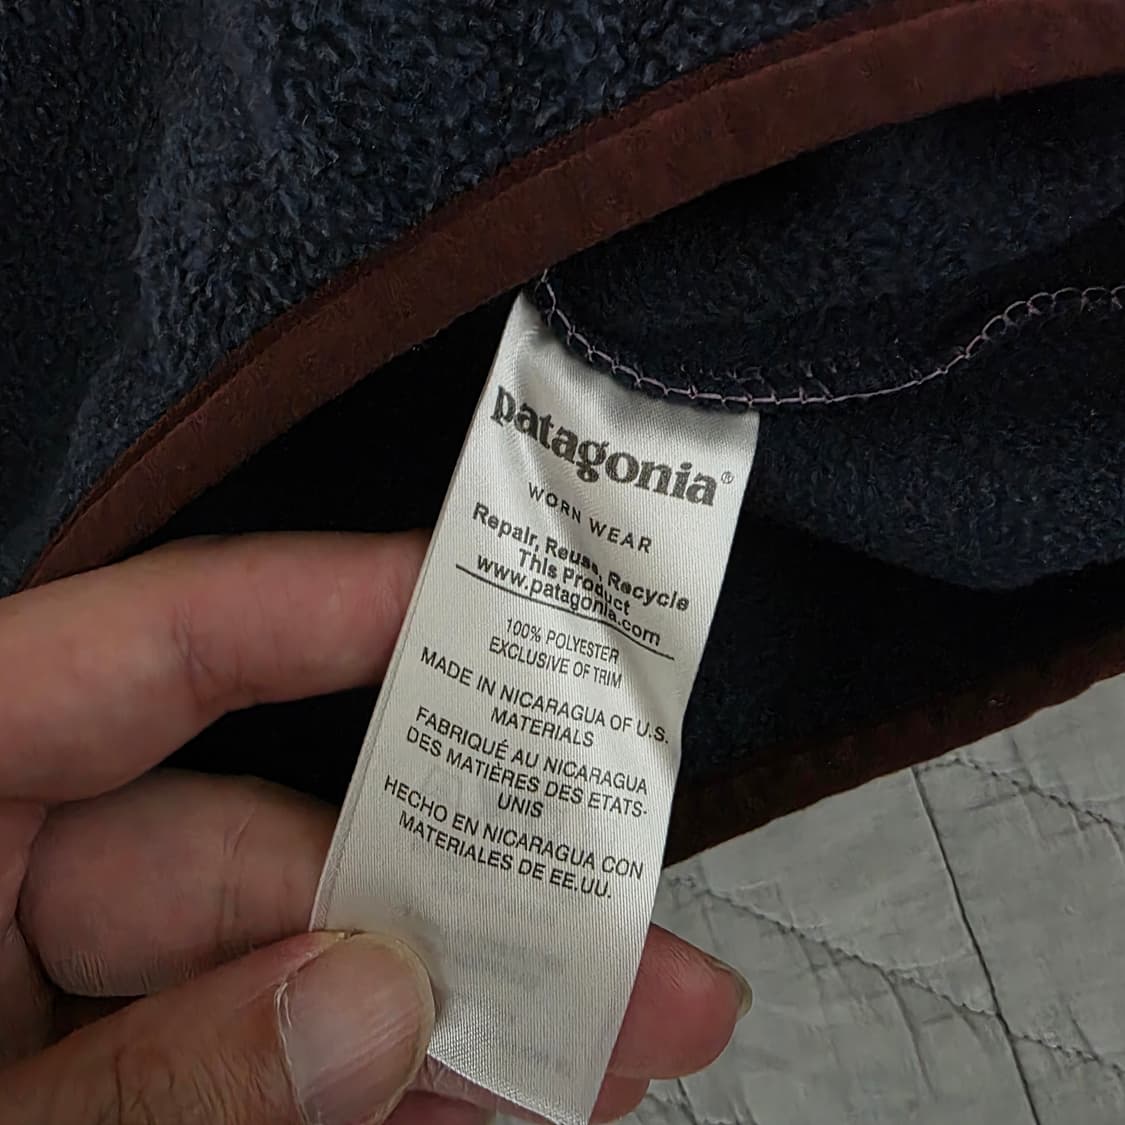 patagonia®
WORN WEAR
Repair, Reuse, Recycle
This Product
www.patagonia.com
100% POLYESTER
EXCLUSIVE OF TRIM
MADE IN NICARAGUA OF U.S.
MATERIALS
FABRIQUÉ AU NICARAGUA
DES MATIÈRES DES ETATS-
UNIS
HECHO EN NICARAGUA CON
MATERIALES DE EE.UU.